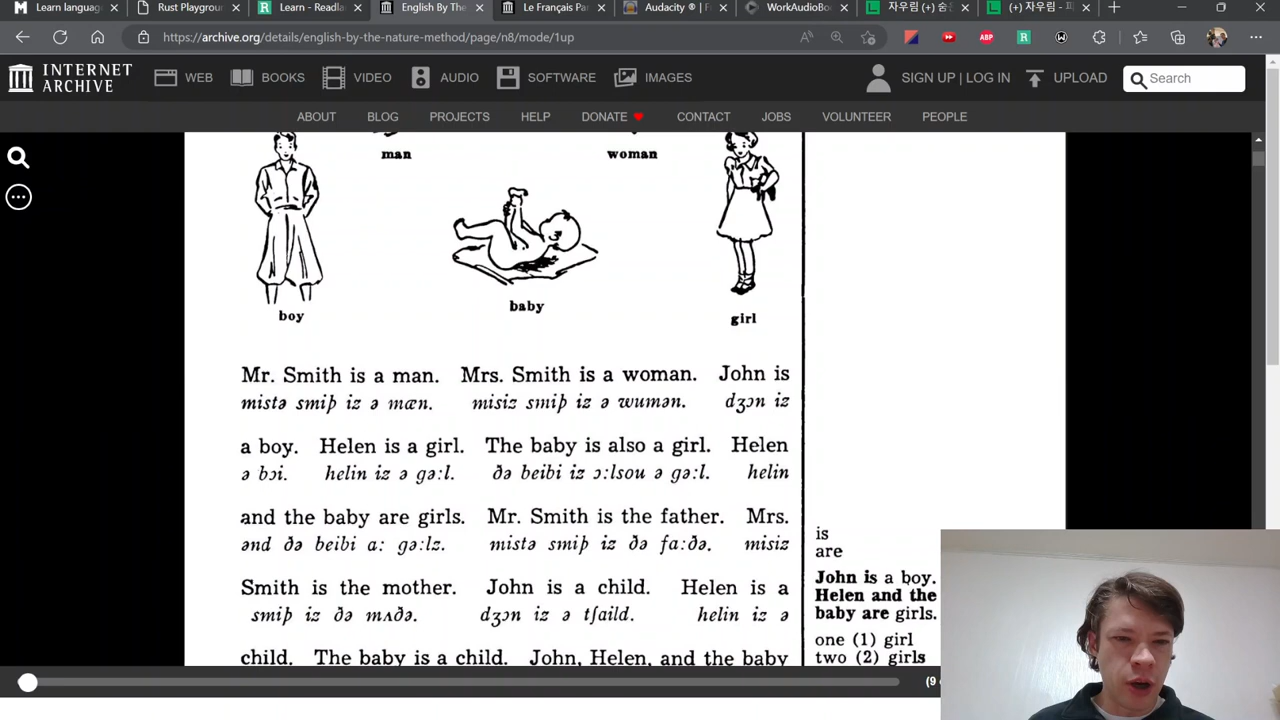 Learn languag
Rust Playgroun
Learn - Readla
English By The
Le Français Pa
Audacity ® | F
WorkAudioBo
(+) 자우림 ::
(+) 자우림 -
https://archive.org/details/english-by-the-nature-method/page/n8/mode/1up
INTERNET
ARCHIVE
WEB
BOOKS
VIDEO
AUDIO
SOFTWARE
IMAGES
SIGN UP | LOG IN
UPLOAD
Search
ABOUT
BLOG
PROJECTS
HELP
DONATE
CONTACT
JOBS
VOLUNTEER
PEOPLE
man
woman
boy
baby
girl
Mr. Smith is a man. Mrs. Smith is a woman. John is
mistə smiþ iz ə mæn. misiz smiþ iz ə wumən. dʒɔn iz
a boy. Helen is a girl. The baby is also a girl. Helen
ə bɔi. helin iz ə gə:l. ðə beibi iz ɔ:lsou ə gə:l. helin
and the baby are girls. Mr. Smith is the father. Mrs.
ənd ðə beibi a: gə:lz. mistə smiþ iz ðə fa:ðə. misiz
Smith is the mother. John is a child. Helen is a
smiþ iz ðə mʌðə. dʒɔn iz ə tʃaild. helin iz ə
child. The baby is a child. John, Helen, and the baby
is
are
John is a boy.
Helen and the
baby are girls.
one (1) girl
two (2) girls
(9